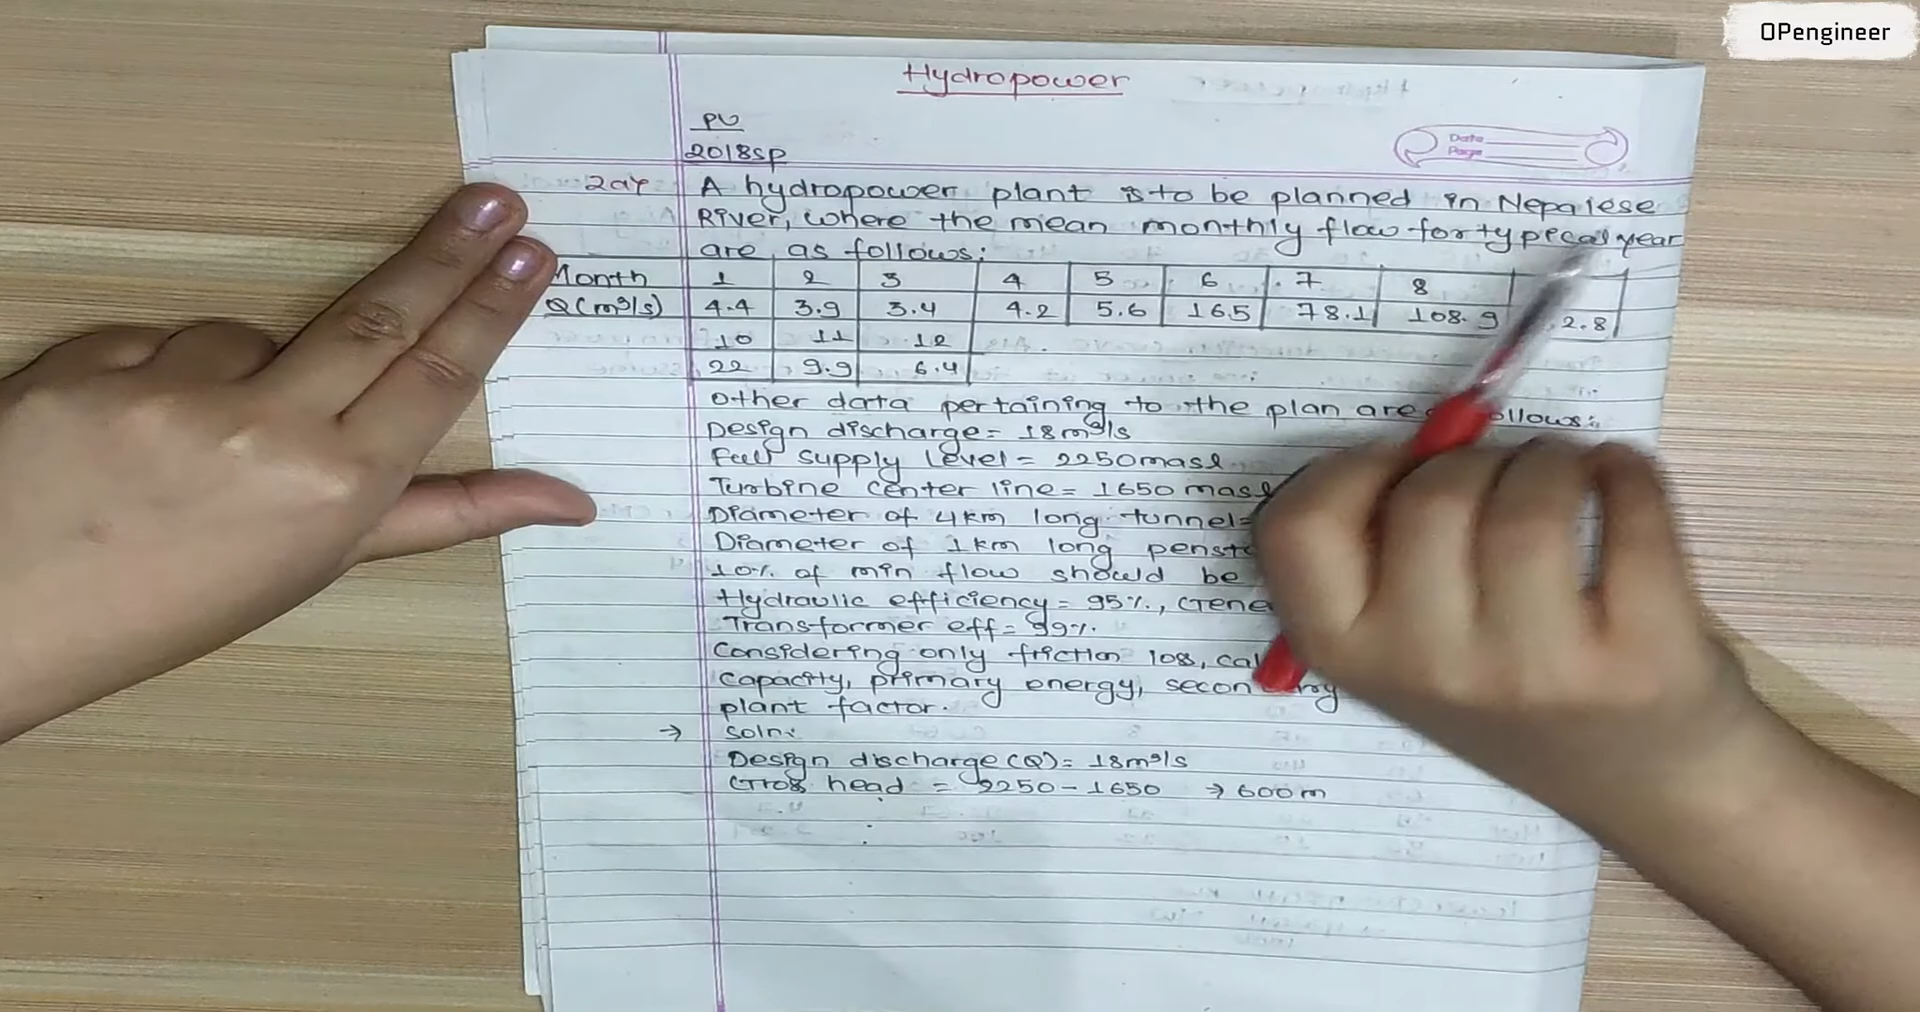 OPengineer
Hydropower
PU
2018SP
Date
Page
2a) A hydropower plant is to be planned in Nepalese
River, where the mean monthly flow for typical year
are as follows:
Month 1 2 3 4 5 6 7 8
Q(m³/s) 4.4 3.9 3.4 4.2 5.6 16.5 78.1 108.9 2.8
10 11 12
22 9.9 6.4
Other data pertaining to the plan are ollows:
Design discharge = 18m³/s
Full supply level = 2250masl
Turbine center line = 1650 masl
Diameter of 4km long tunnel=
Diameter of 1km long penst
10% of min flow should be
Hydraulic efficiency = 95%, Gene
Transformer eff = 99%.
Considering only friction loss, cal
capacity, primary energy, secondary
plant factor.
→ Soln:
Design discharge (Q) = 18m³/s
Gross head = 2250 - 1650 → 600m